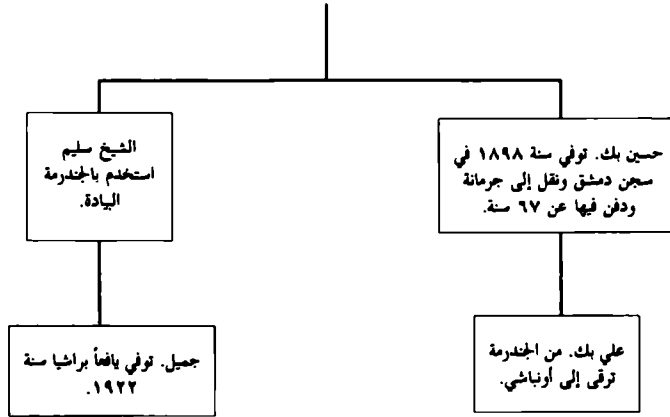 حسين بك. توفي سنة ١٨٩٨ في
سجن دمشق ونقل إلى جرمانة
ودفن فيها عن ٦٧ سنة.
الشيخ سليم
استخدم بالجندرمة
البيادة.
علي بك. من الجندرمة
ترقى إلى أونباشي.
جميل. توفي يافعاً براشيا سنة
١٩٢٢.